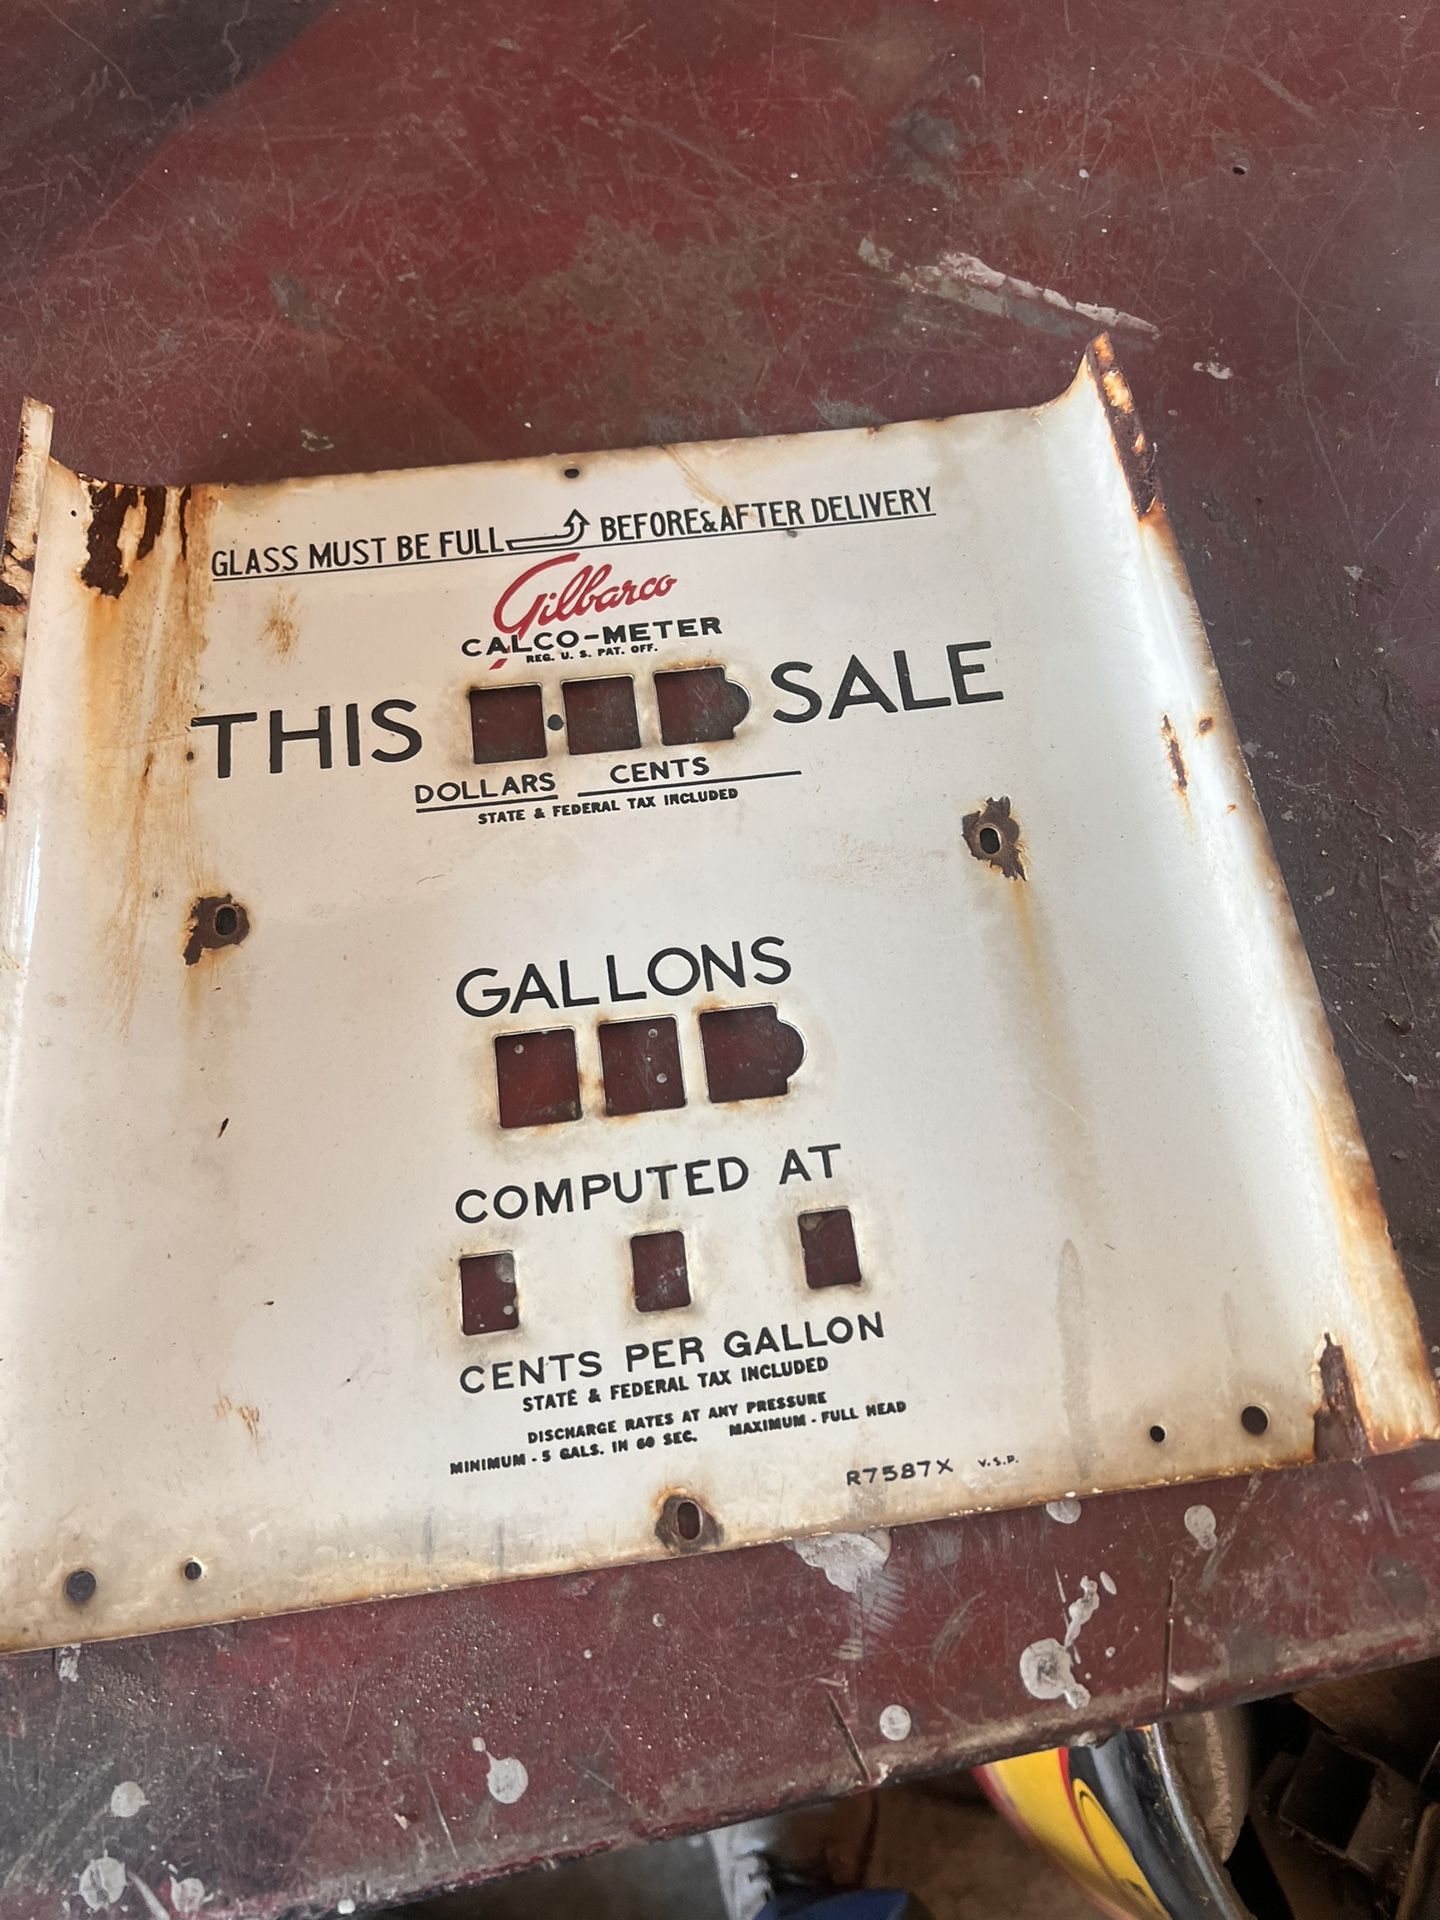 GLASS MUST BE FULL BEFORE & AFTER DELIVERY
Gilbarco
CALCO-METER
REG. U. S. PAT. OFF.
THIS SALE
DOLLARS CENTS
STATE & FEDERAL TAX INCLUDED
GALLONS
COMPUTED AT
CENTS PER GALLON
STATE & FEDERAL TAX INCLUDED
DISCHARGE RATES AT ANY PRESSURE
MINIMUM - 5 GALS. IN 60 SEC. MAXIMUM - FULL HEAD
R7587X V.S.P.